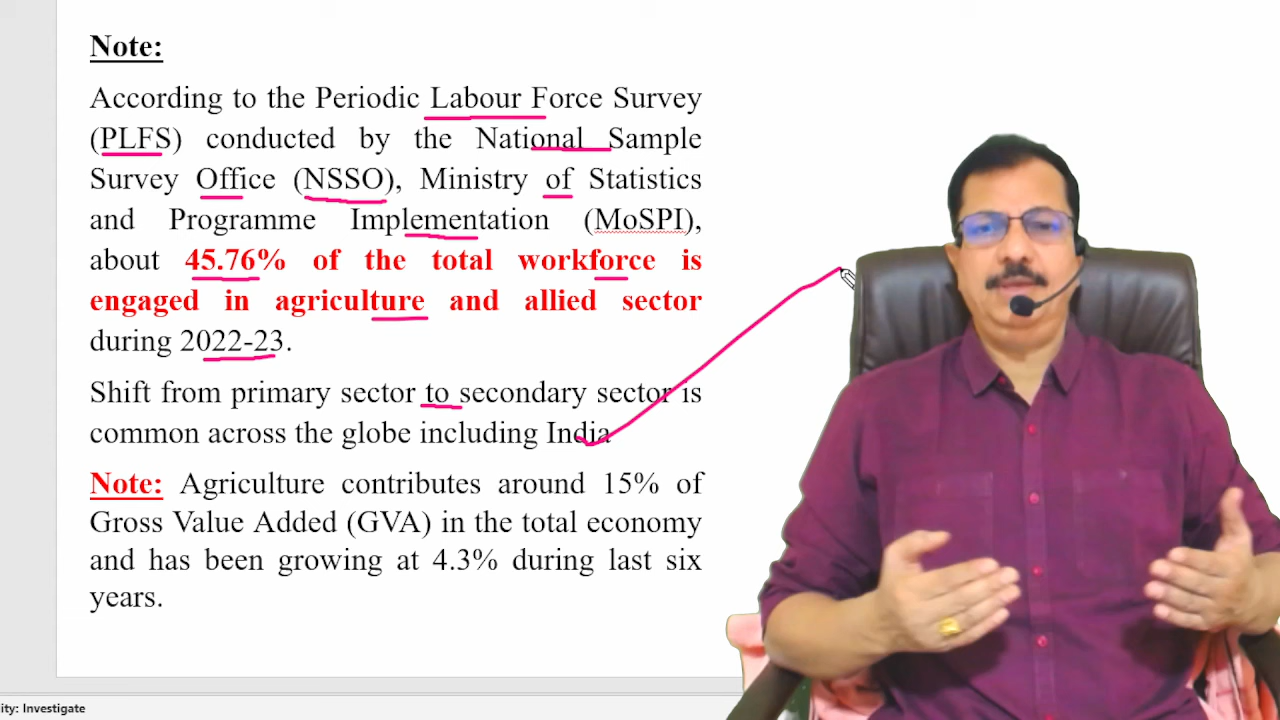 Note:
According to the Periodic Labour Force Survey
(PLFS) conducted by the National Sample
Survey Office (NSSO), Ministry of Statistics
and Programme Implementation (MoSPI),
about 45.76% of the total workforce is
engaged in agriculture and allied sector
during 2022-23.
Shift from primary sector to secondary sector is
common across the globe including India
Note: Agriculture contributes around 15% of
Gross Value Added (GVA) in the total economy
and has been growing at 4.3% during last six
years.
ity: Investigate